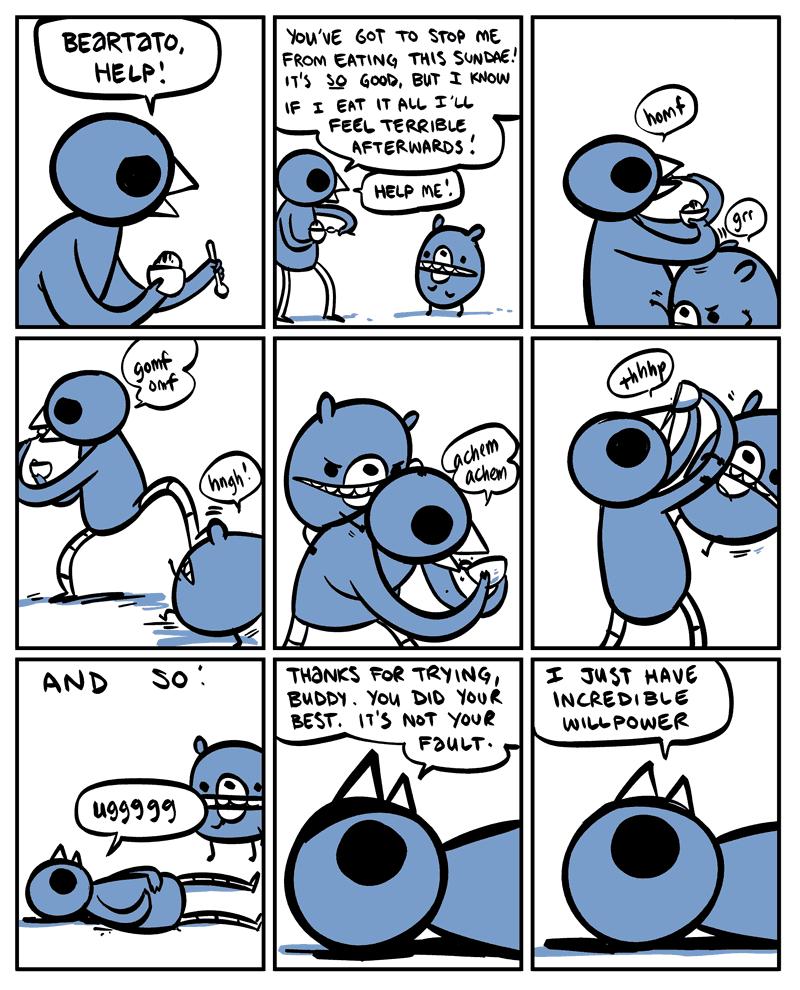 BEARTATO,
HELP!
YOU'VE GOT TO STOP ME
FROM EATING THIS SUNDAE!
IT'S SO GOOD, BUT I KNOW
IF I EAT IT ALL I'LL
FEEL TERRIBLE
AFTERWARDS!
HELP ME!
homf
grr
gomf
omf
hngh!
achem
achem
thhhp
AND SO:
uggggg
THANKS FOR TRYING,
BUDDY. YOU DID YOUR
BEST. IT'S NOT YOUR
FAULT.
I JUST HAVE
INCREDIBLE
WILLPOWER